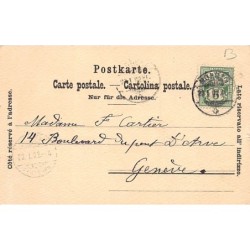 B
Postkarte.
Carte postale. Cartolina postale.
Nur für die Adresse.
Côté réservé à l'adresse.
Lato riservato all' indirizzo.
Madame F. Cartier
14 Boulevard du pont D'Arve
Genève.